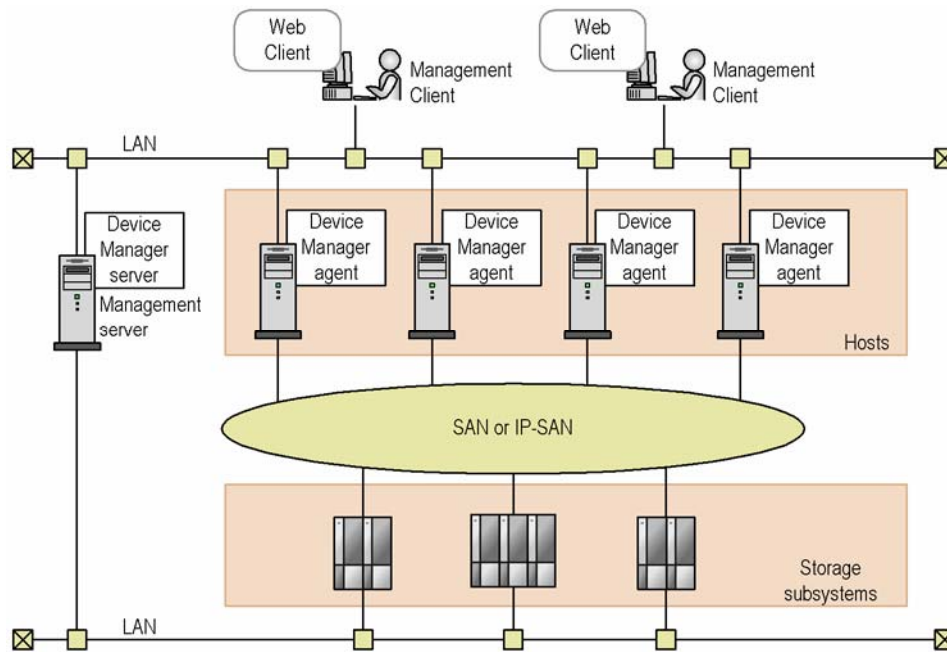 Web
Client
Management
Client
Web
Client
Management
Client
LAN
Device
Manager
server
Management
server
Device
Manager
agent
Device
Manager
agent
Device
Manager
agent
Device
Manager
agent
Hosts
SAN or IP-SAN
Storage
subsystems
LAN